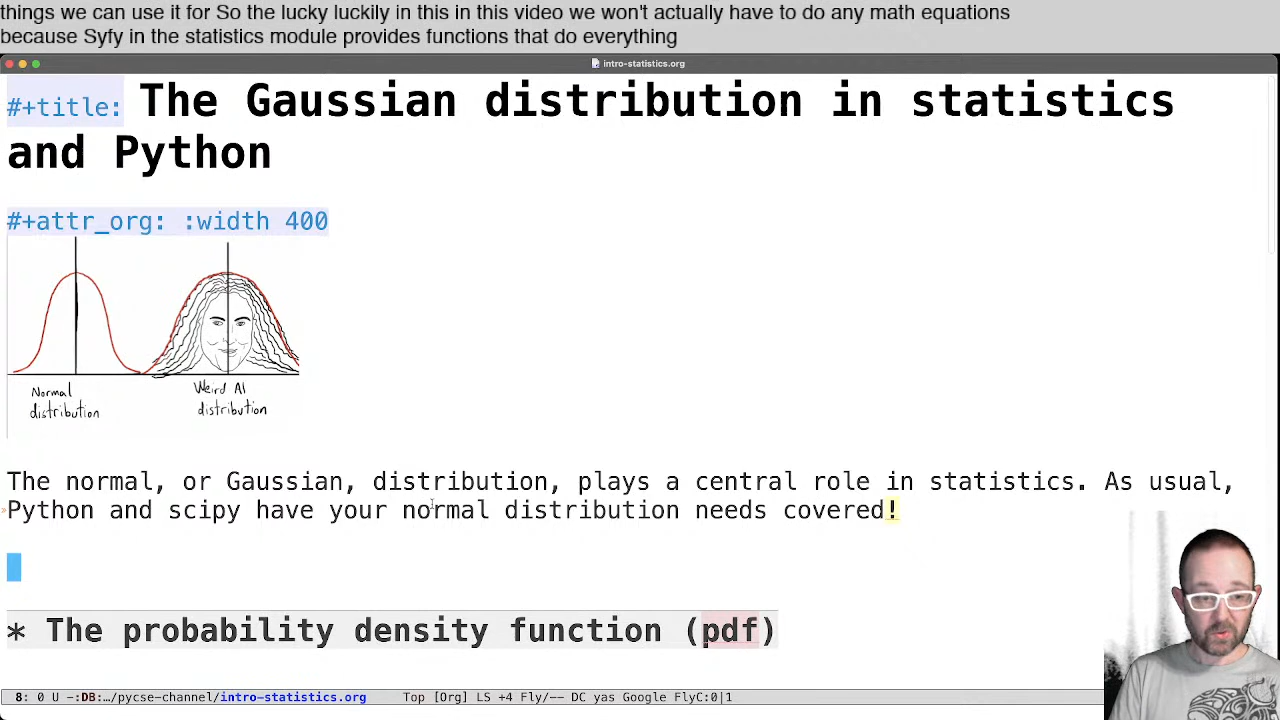 things we can use it for So the lucky luckily in this in this video we won't actually have to do any math equations
because Syfy in the statistics module provides functions that do everything
intro-statistics.org
#+title: The Gaussian distribution in statistics
and Python
#+attr_org: :width 400
Normal
distribution
Weird Al
distribution
The normal, or Gaussian, distribution, plays a central role in statistics. As usual,
Python and scipy have your normal distribution needs covered!
* The probability density function (pdf)
8: 0 U -:DB:…/pycse-channel/intro-statistics.org Top [Org] LS +4 Fly/-- DC yas Google FlyC:0|1